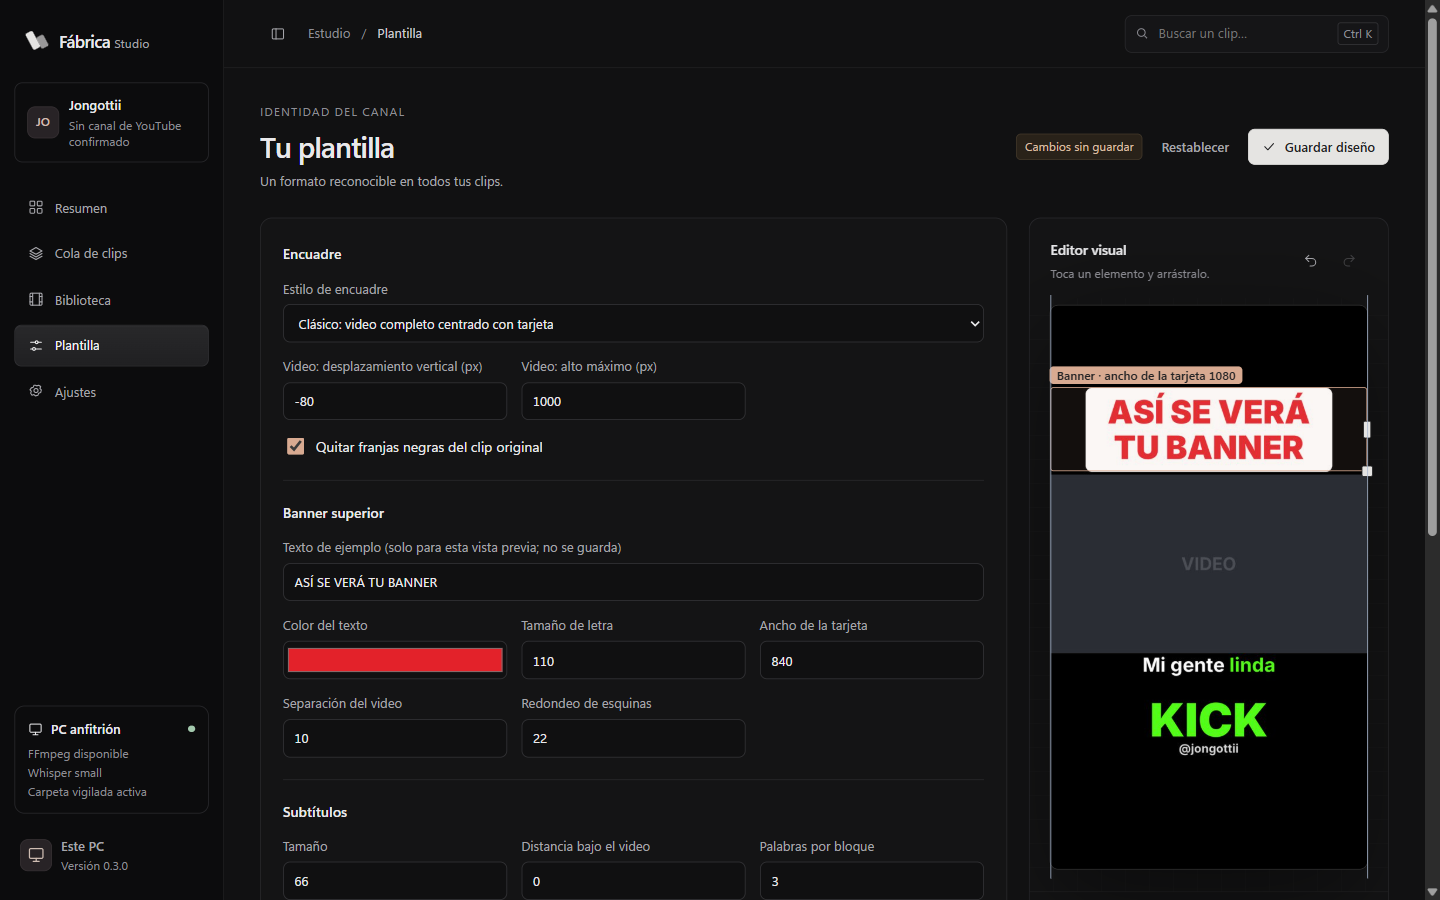 Fábrica Studio
JO
Jongottii
Sin canal de YouTube
confirmado
Resumen
Cola de clips
Biblioteca
Plantilla
Ajustes
PC anfitrión
FFmpeg disponible
Whisper small
Carpeta vigilada activa
Este PC
Versión 0.3.0
Estudio / Plantilla
Buscar un clip...
Ctrl K
IDENTIDAD DEL CANAL
Tu plantilla
Un formato reconocible en todos tus clips.
Cambios sin guardar
Restablecer
Guardar diseño
Encuadre
Estilo de encuadre
Clásico: video completo centrado con tarjeta
Video: desplazamiento vertical (px)
Video: alto máximo (px)
-80
1000
Quitar franjas negras del clip original
Banner superior
Texto de ejemplo (solo para esta vista previa; no se guarda)
ASÍ SE VERÁ TU BANNER
Color del texto
Tamaño de letra
Ancho de la tarjeta
110
840
Separación del video
Redondeo de esquinas
10
22
Subtítulos
Tamaño
Distancia bajo el video
Palabras por bloque
66
0
3
Editor visual
Toca un elemento y arrástralo.
Banner · ancho de la tarjeta 1080
ASÍ SE VERÁ
TU BANNER
VIDEO
Mi gente linda
KICK
@jongottii